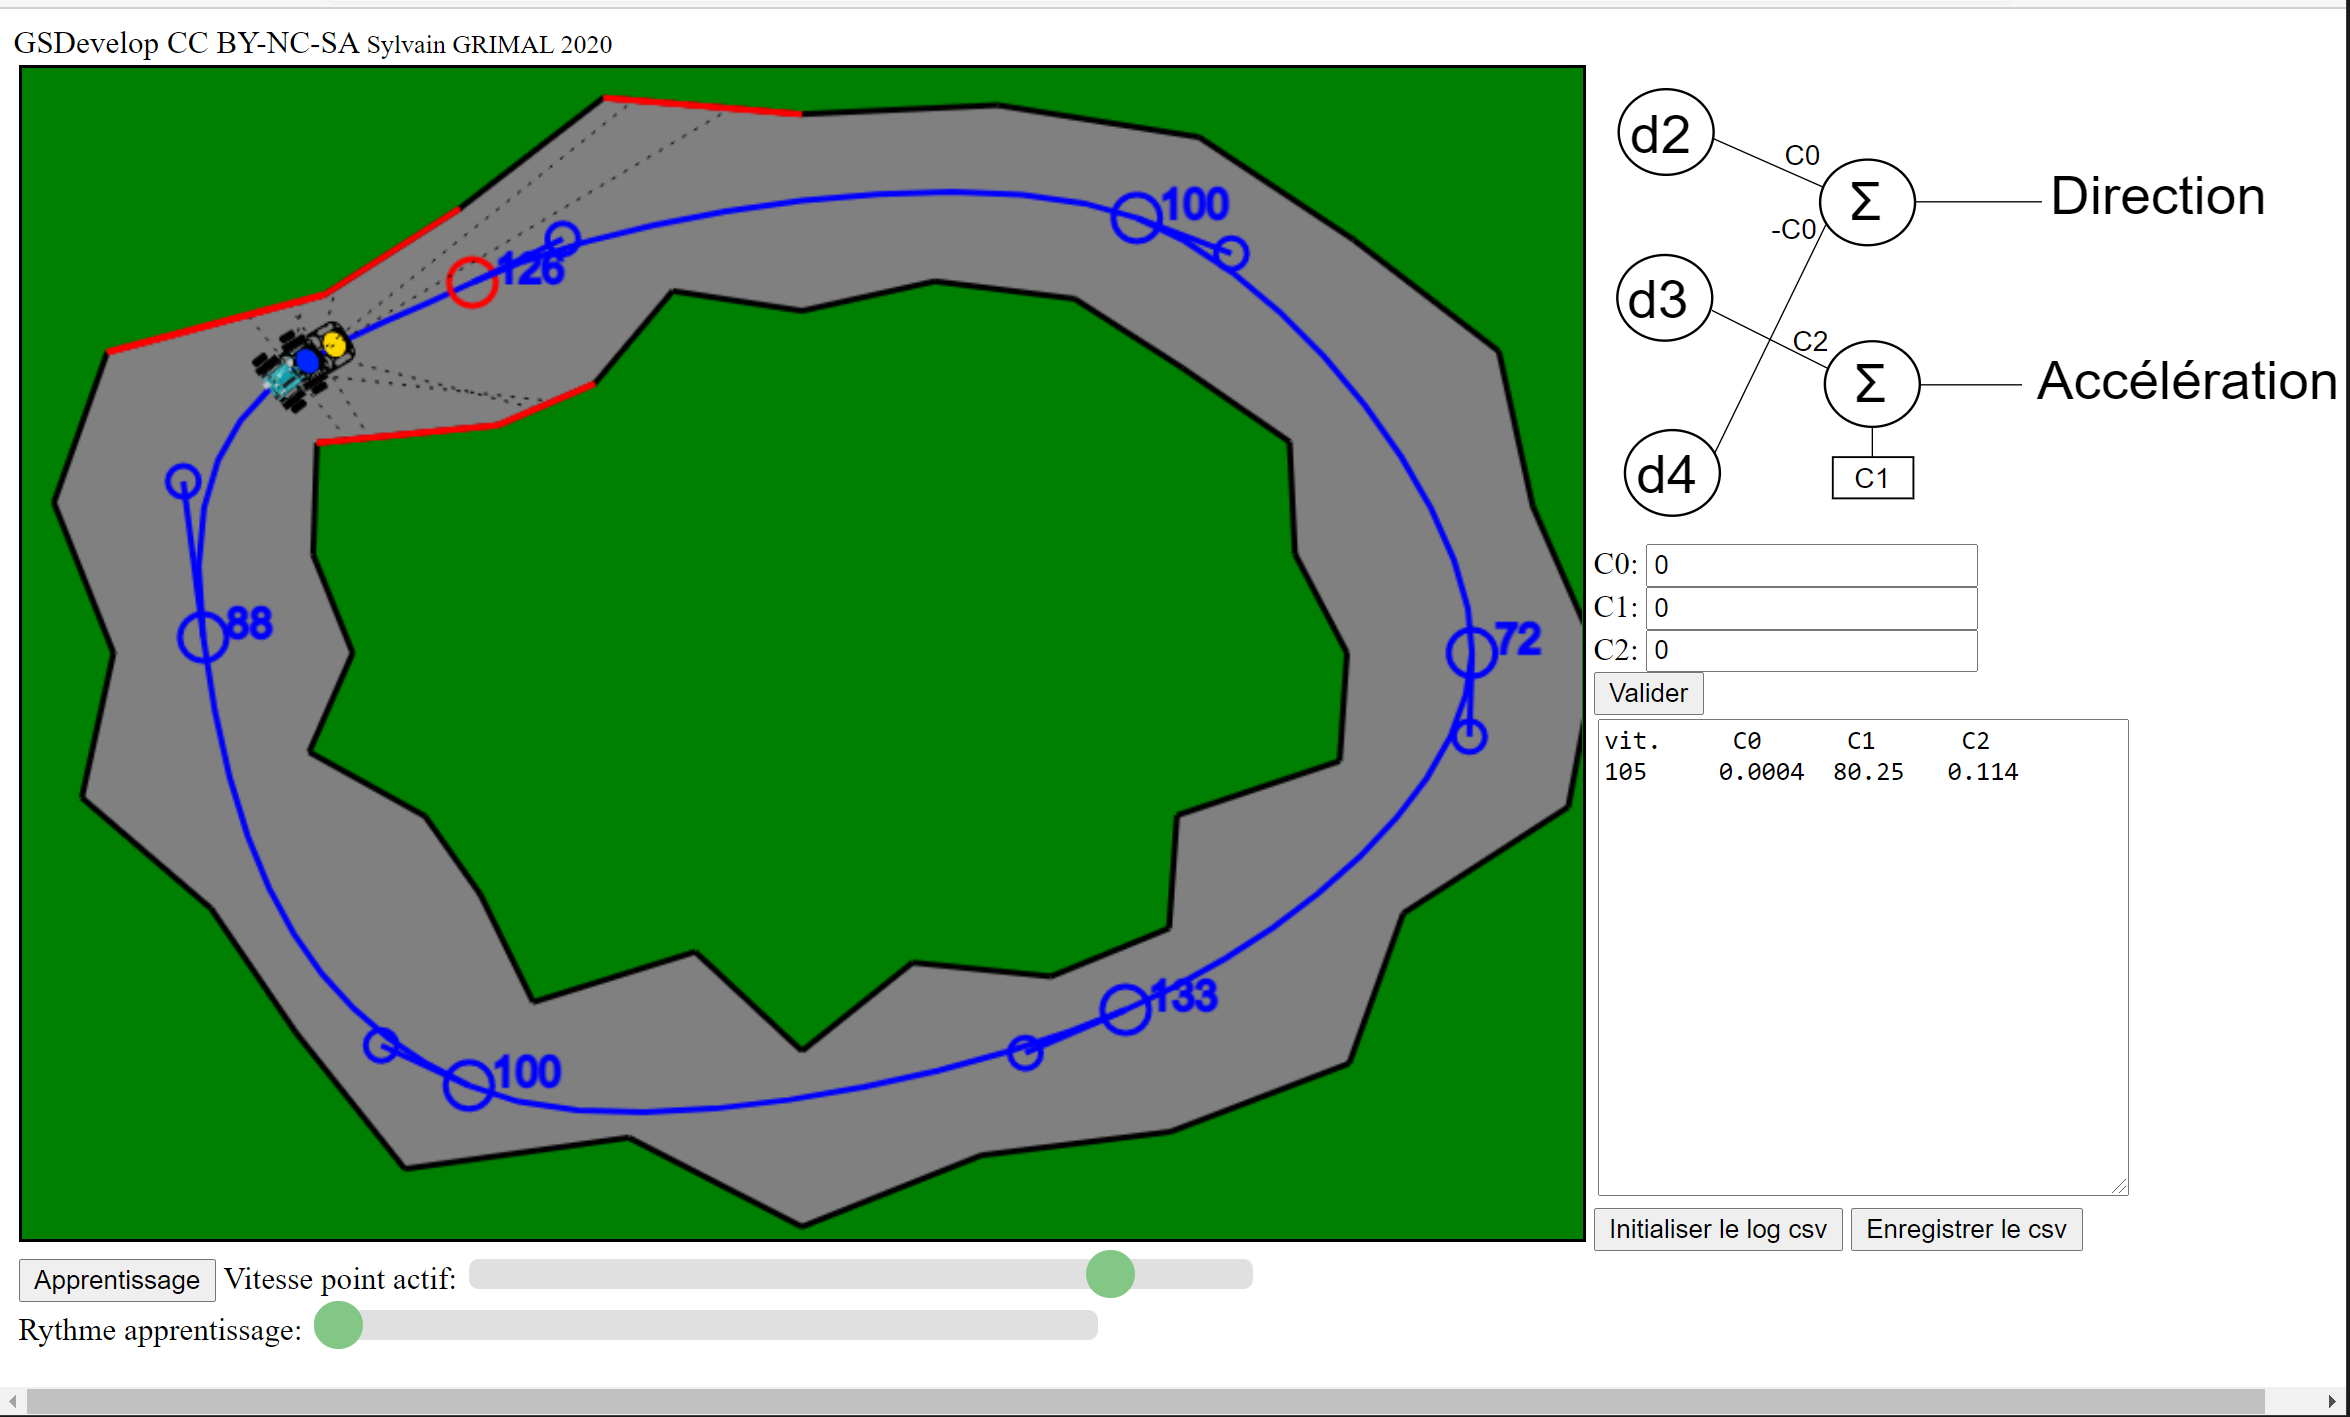 GSDevelop CC BY-NC-SA Sylvain GRIMAL 2020
126
100
88
72
133
100
d2
C0
Σ
Direction
-C0
d3
C2
Σ
Accélération
d4
C1
C0: 0
C1: 0
C2: 0
Valider
vit. C0 C1 C2
105 0.0004 80.25 0.114
Initialiser le log csv Enregistrer le csv
Apprentissage Vitesse point actif:
Rythme apprentissage: